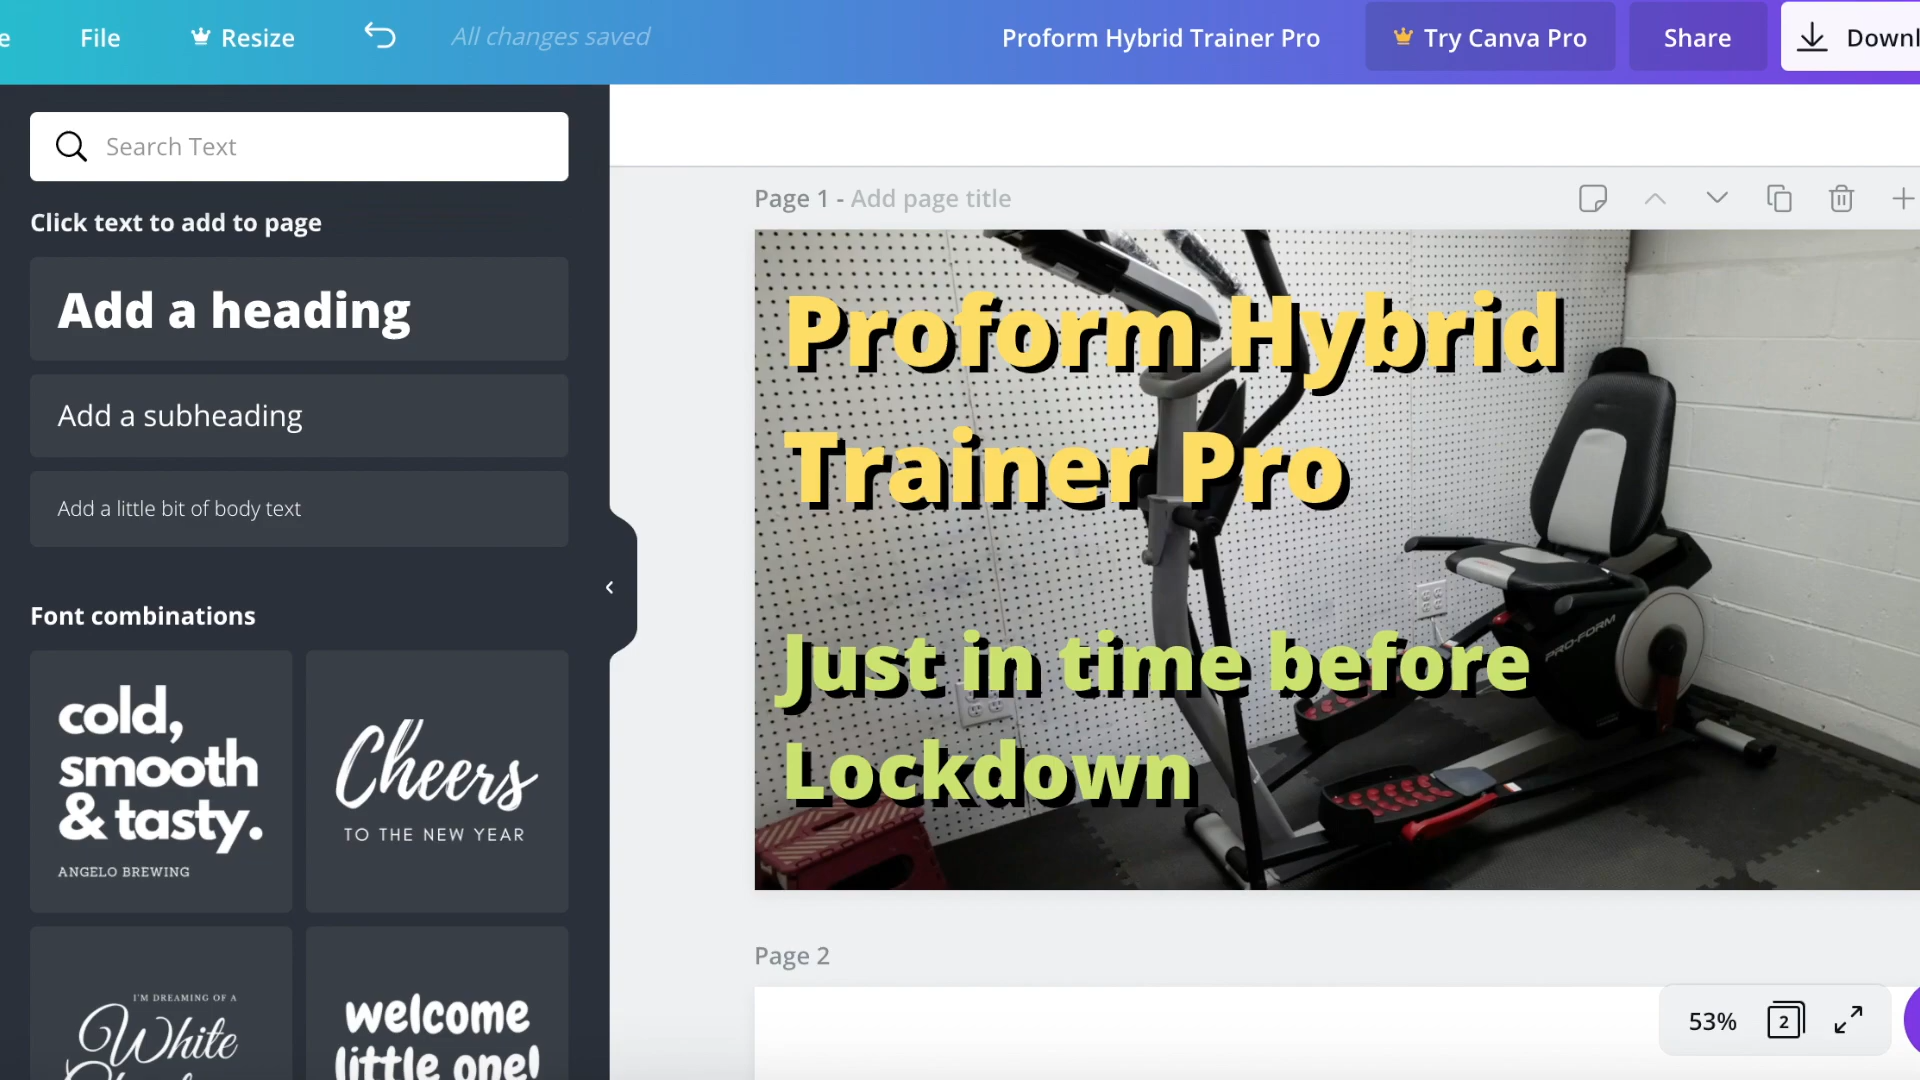 e
File
Resize
All changes saved
Proform Hybrid Trainer Pro
Try Canva Pro
Share
Downl
Search Text
Click text to add to page
Add a heading
Add a subheading
Add a little bit of body text
Font combinations
cold,
smooth
& tasty.
ANGELO BREWING
Cheers
TO THE NEW YEAR
I'M DREAMING OF A
White
welcome
little one!
Page 1 - Add page title
Proform Hybrid
Trainer Pro
Just in time before
Lockdown
PRO-FORM
Page 2
53%
2